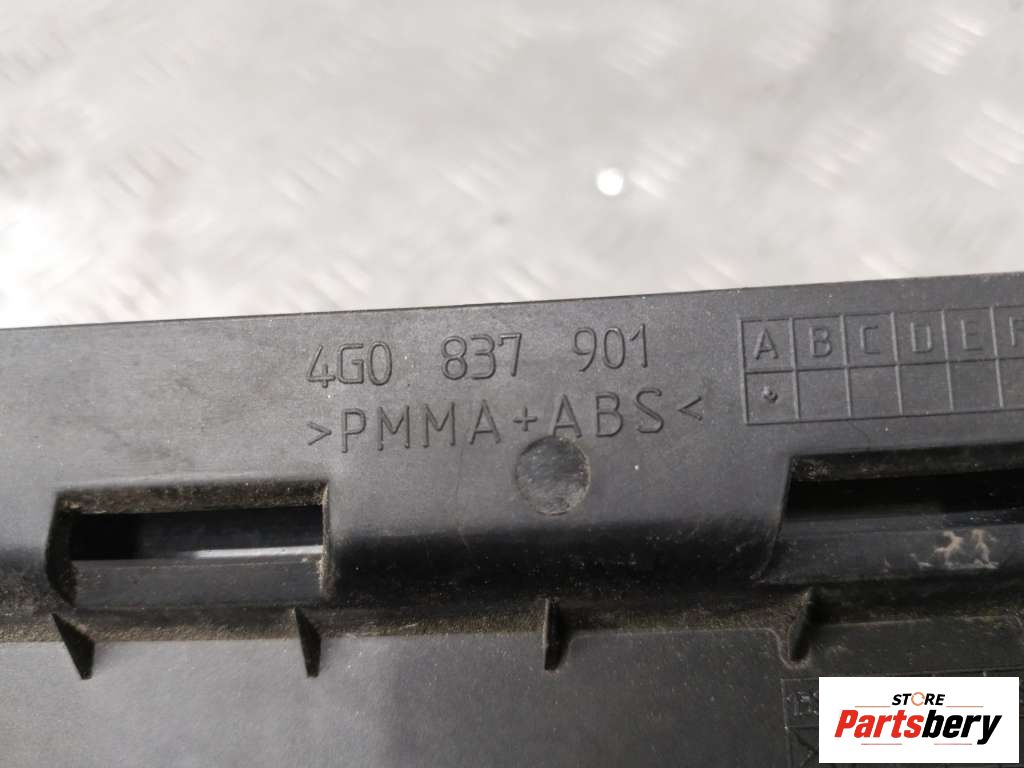 4G0 837 901
>PMMA+ABS<
A B C D E F
STORE
Partsbery